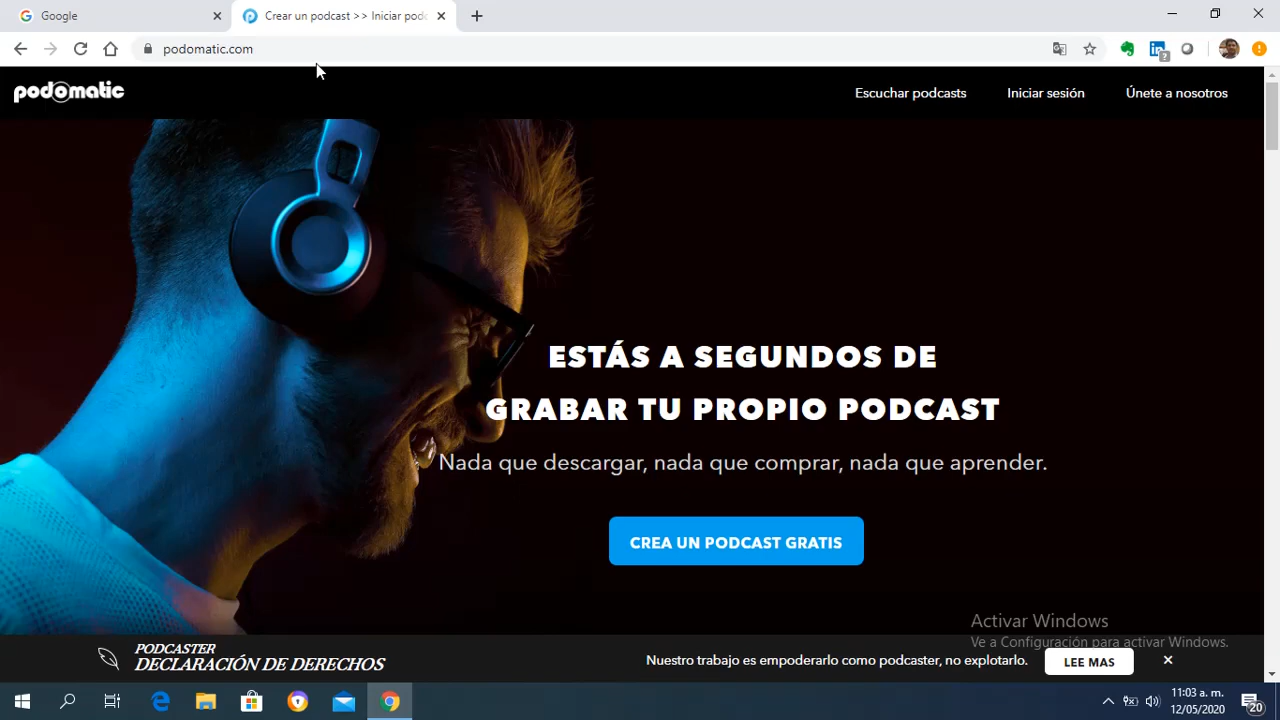 Google
Crear un podcast >> Iniciar pod
podomatic.com
podomatic
Escuchar podcasts
Iniciar sesión
Únete a nosotros
ESTÁS A SEGUNDOS DE
GRABAR TU PROPIO PODCAST
Nada que descargar, nada que comprar, nada que aprender.
CREA UN PODCAST GRATIS
Activar Windows
Ve a Configuración para activar Windows.
PODCASTER
DECLARACIÓN DE DERECHOS
Nuestro trabajo es empoderarlo como podcaster, no explotarlo.
LEE MAS
11:03 a. m.
12/05/2020
20